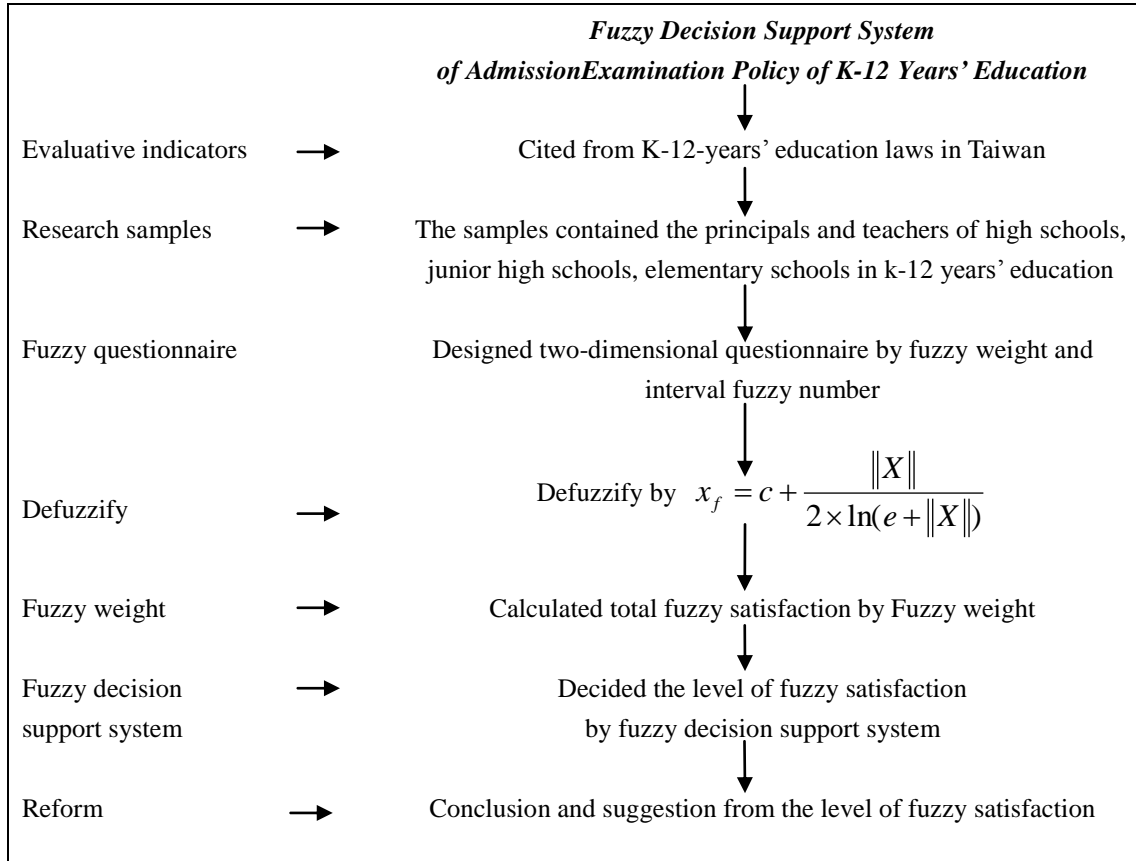 Fuzzy Decision Support System
of AdmissionExamination Policy of K-12 Years’ Education
Evaluative indicators
Cited from K-12-years’ education laws in Taiwan
Research samples
The samples contained the principals and teachers of high schools,
junior high schools, elementary schools in k-12 years’ education
Fuzzy questionnaire
Designed two-dimensional questionnaire by fuzzy weight and
interval fuzzy number
Defuzzify
Defuzzify by x_f = c + ‖X‖ / (2 × ln(e + ‖X‖))
Fuzzy weight
Calculated total fuzzy satisfaction by Fuzzy weight
Fuzzy decision
support system
Decided the level of fuzzy satisfaction
by fuzzy decision support system
Reform
Conclusion and suggestion from the level of fuzzy satisfaction